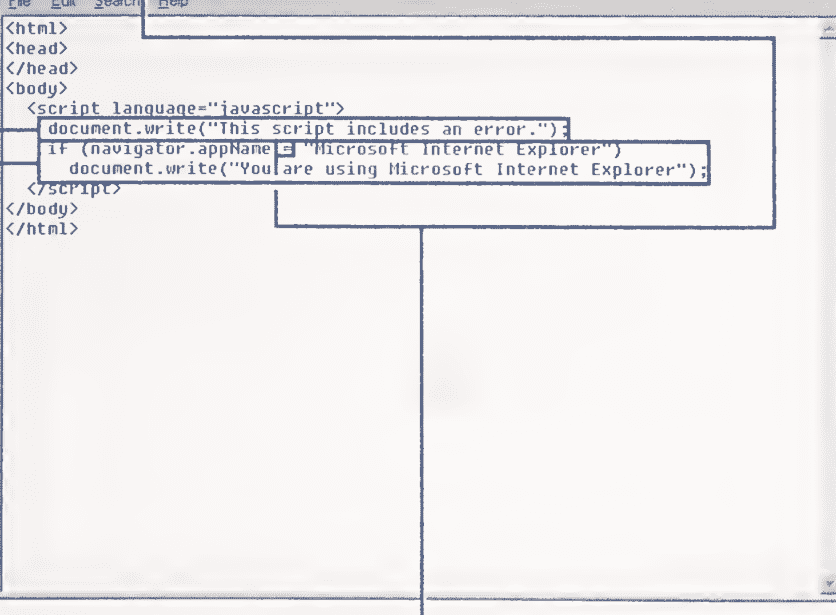 File Edit Search Help
<html>
<head>
</head>
<body>
<script language="javascript">
document.write("This script includes an error.");
if (navigator.appName = "Microsoft Internet Explorer")
document.write("You are using Microsoft Internet Explorer");
</script>
</body>
</html>